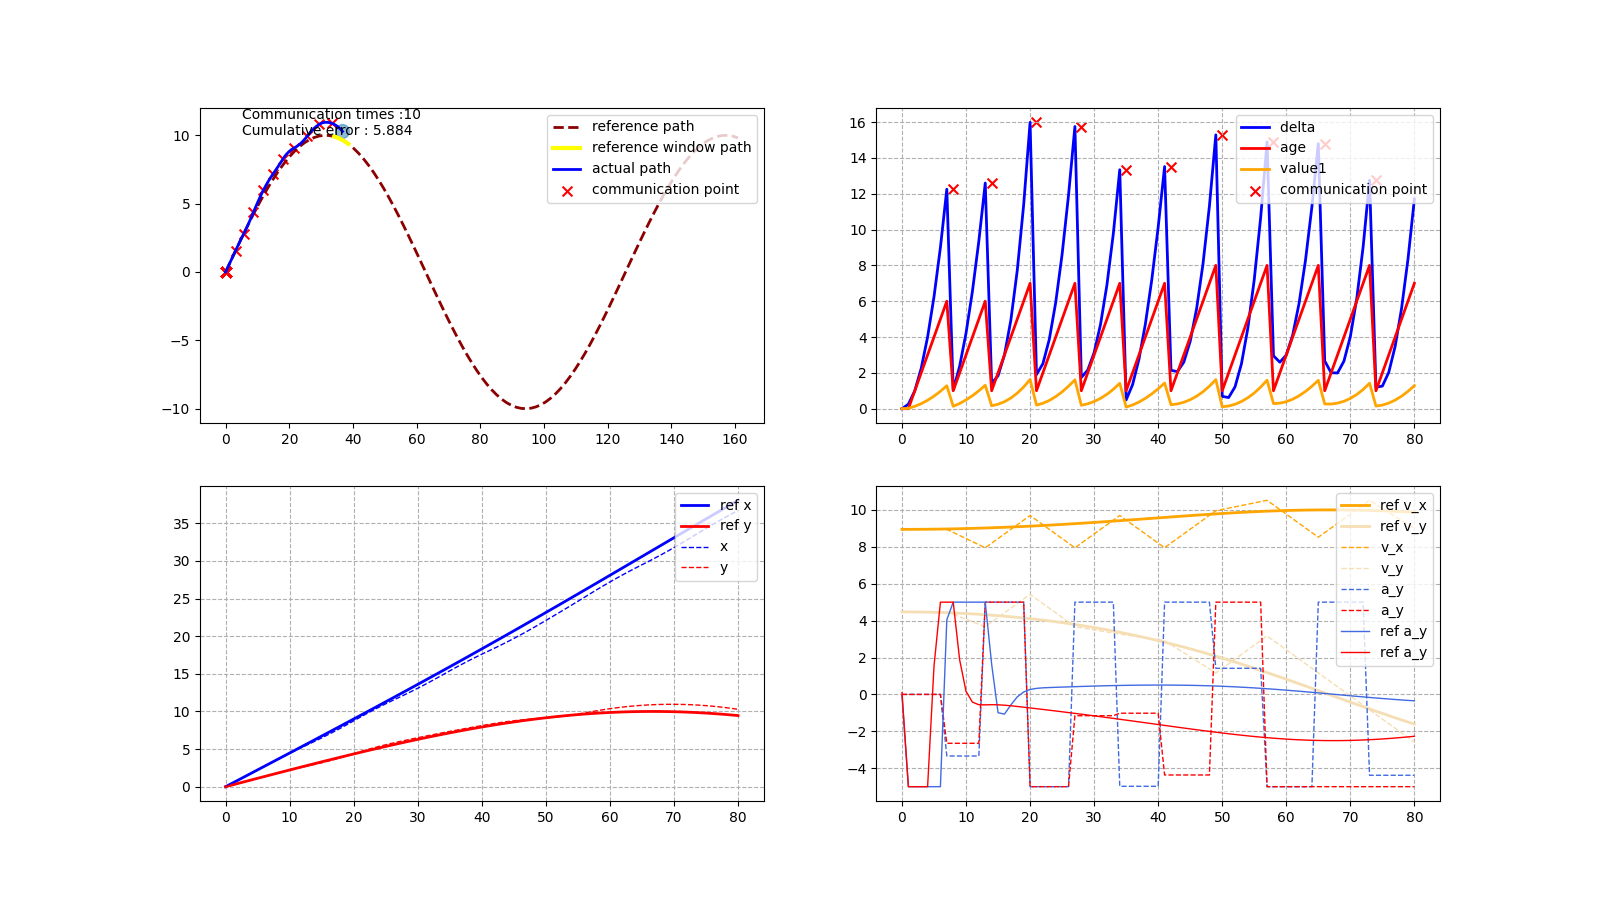 Communication times :10
Cumulative error : 5.884
reference path
reference window path
actual path
communication point
10
5
0
−5
−10
0 20 40 60 80 100 120 140 160
delta
age
value1
communication point
16
14
12
10
8
6
4
2
0
0 10 20 30 40 50 60 70 80
ref x
ref y
x
y
35
30
25
20
15
10
5
0
0 10 20 30 40 50 60 70 80
ref v_x
ref v_y
v_x
v_y
a_y
a_y
ref a_y
ref a_y
10
8
6
4
2
0
−2
−4
0 10 20 30 40 50 60 70 80